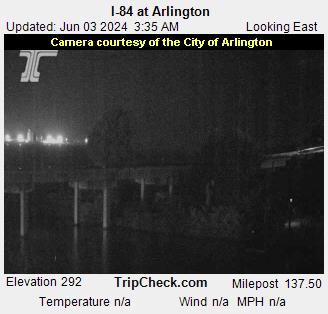 I-84 at Arlington
Updated: Jun 03 2024 3:35 AM Looking East
Camera courtesy of the City of Arlington
Elevation 292 TripCheck.com Milepost 137.50
Temperature n/a Wind n/a MPH n/a